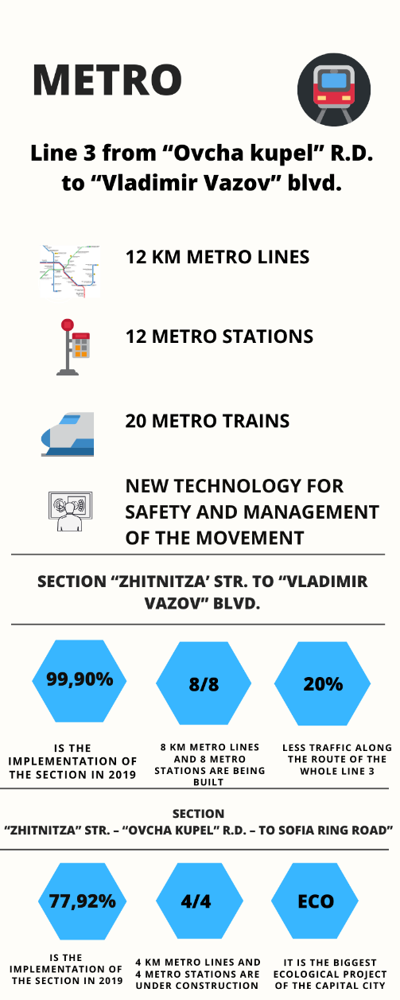 METRO
Line 3 from “Ovcha kupel” R.D.
to “Vladimir Vazov” blvd.
12 KM METRO LINES
12 METRO STATIONS
20 METRO TRAINS
NEW TECHNOLOGY FOR
SAFETY AND MANAGEMENT
OF THE MOVEMENT
SECTION “ZHITNITZA’ STR. TO “VLADIMIR
VAZOV” BLVD.
99,90%
8/8
20%
IS THE
IMPLEMENTATION OF
THE SECTION IN 2019
8 KM METRO LINES
AND 8 METRO
STATIONS ARE BEING
BUILT
LESS TRAFFIC ALONG
THE ROUTE OF THE
WHOLE LINE 3
SECTION
“ZHITNITZA” STR. – “OVCHA KUPEL” R.D. – TO SOFIA RING ROAD”
77,92%
4/4
ECO
IS THE
IMPLEMENTATION OF
THE SECTION IN 2019
4 KM METRO LINES AND
4 METRO STATIONS ARE
UNDER CONSTRUCTION
IT IS THE BIGGEST
ECOLOGICAL PROJECT
OF THE CAPITAL CITY